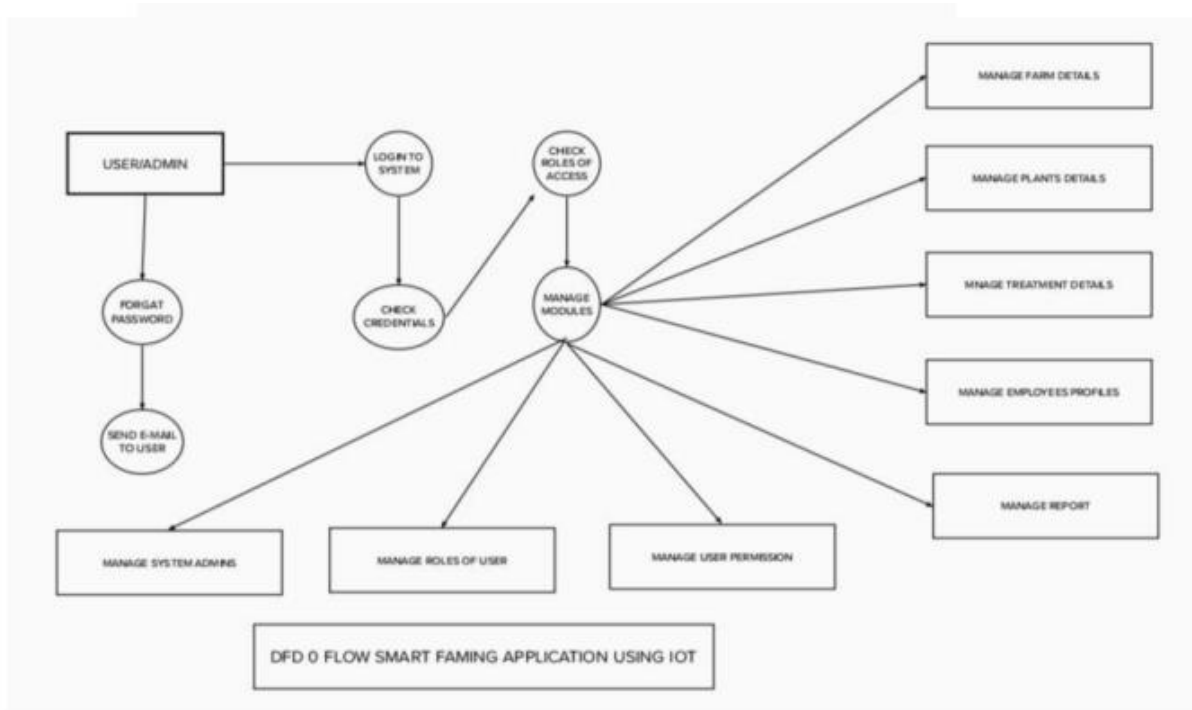 MANAGE FARM DETAILS
USER/ADMIN
LOGIN TO
SYSTEM
CHECK
ROLES OF
ACCESS
MANAGE PLANTS DETAILS
FORGAT
PASSWORD
CHECK
CREDENTIALS
MANAGE
MODULES
MNAGE TREATMENT DETAILS
MANAGE EMPLOYEES PROFILES
SEND E-MAIL
TO USER
MANAGE REPORT
MANAGE SYSTEM ADMINS
MANAGE ROLES OF USER
MANAGE USER PERMISSION
DFD 0 FLOW SMART FAMING APPLICATION USING IOT